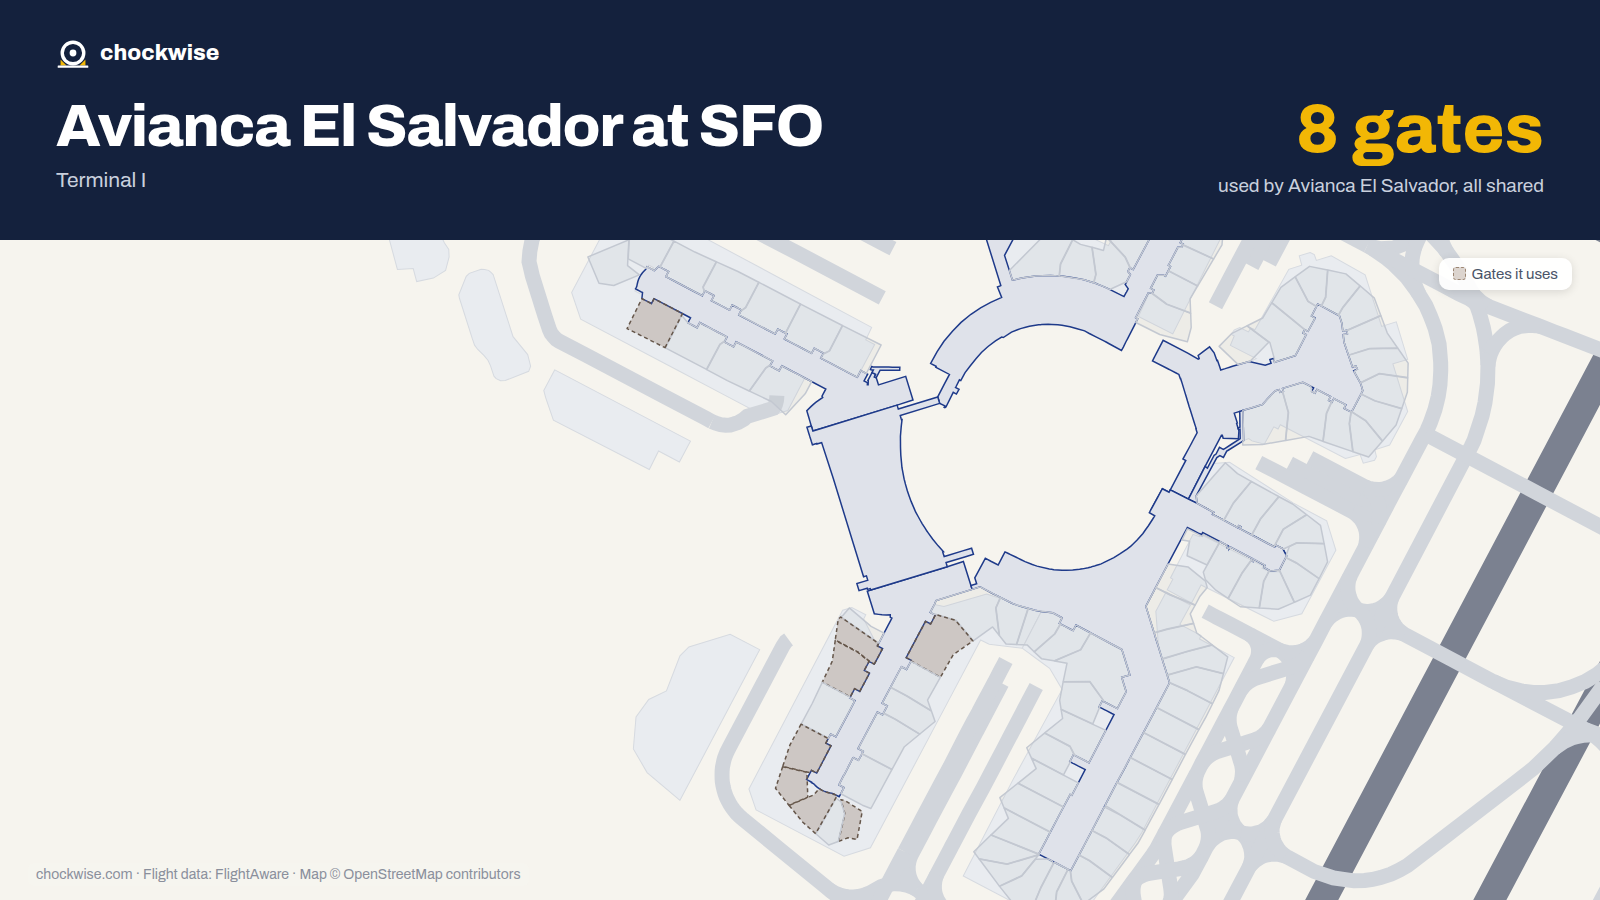 chockwise
Avianca El Salvador at SFO
Terminal I
8 gates
used by Avianca El Salvador, all shared
Gates it uses
chockwise.com · Flight data: FlightAware · Map © OpenStreetMap contributors